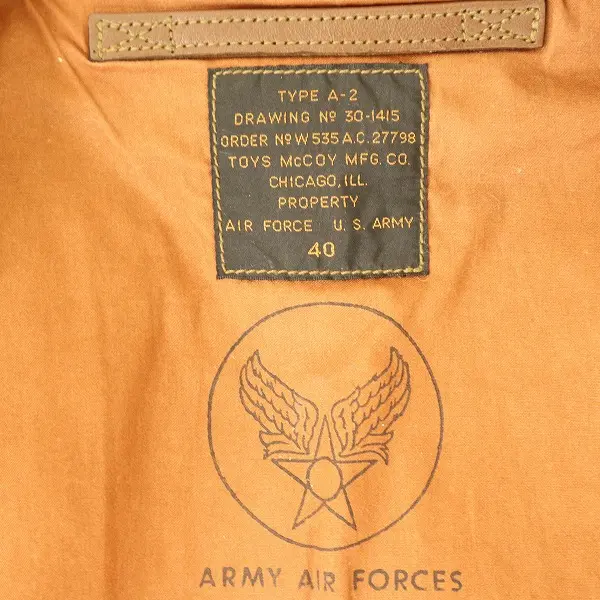 TYPE A-2
DRAWING Nº 30-1415
ORDER Nº W535A.C.27798
TOYS McCOY MFG. CO.
CHICAGO, ILL.
PROPERTY
AIR FORCE U. S. ARMY
40
ARMY AIR FORCES